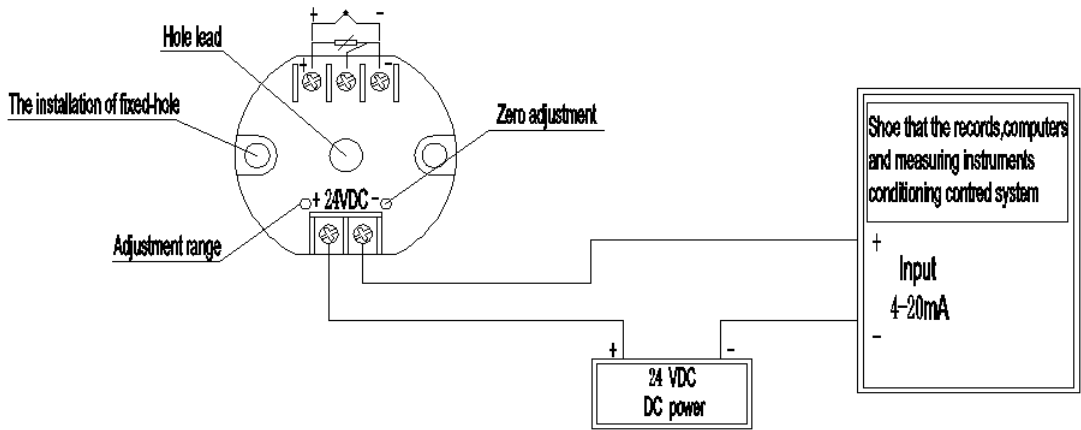 + -
Hole lead
+ -
The installation of fixed-hole
Zero adjustment
+ 24VDC -
Adjustment range
Shoe that the records,computers
and measuring instruments
conditioning contred system
+
Input
4-20mA
-
+ -
24 VDC
DC power